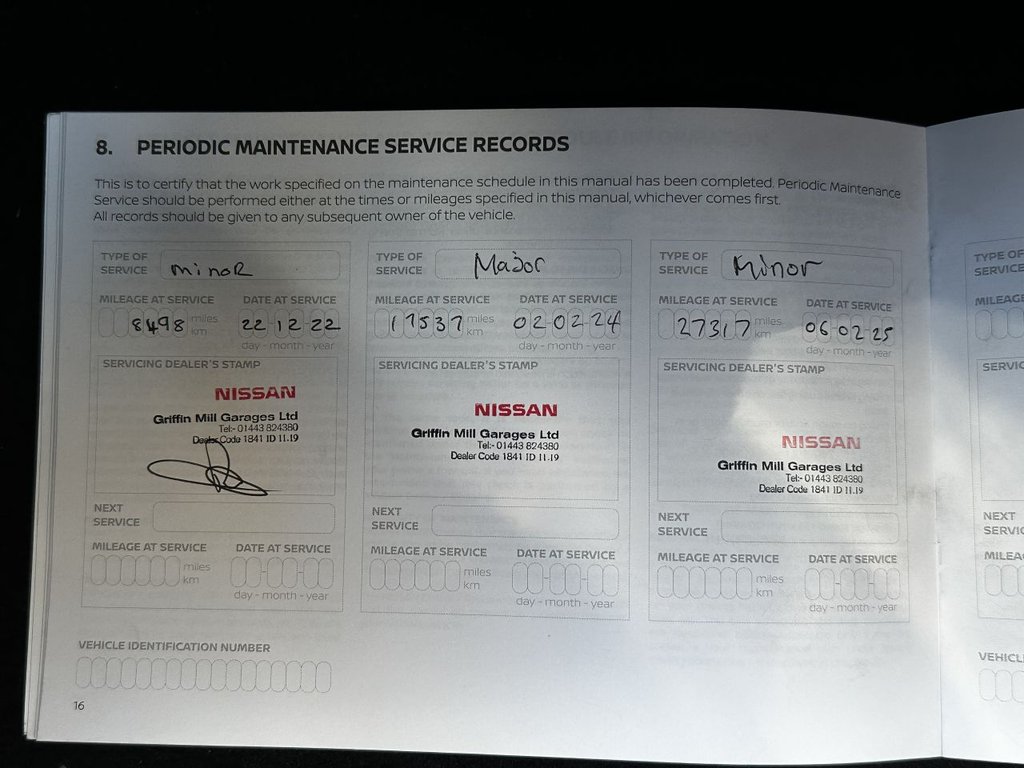 8. PERIODIC MAINTENANCE SERVICE RECORDS
This is to certify that the work specified on the maintenance schedule in this manual has been completed. Periodic Maintenance
Service should be performed either at the times or mileages specified in this manual, whichever comes first.
All records should be given to any subsequent owner of the vehicle.
TYPE OF
SERVICE
minoR
MILEAGE AT SERVICE
DATE AT SERVICE
8498 miles
km
22-12-22
day - month - year
SERVICING DEALER'S STAMP
NISSAN
Griffin Mill Garages Ltd
Tel:- 01443 824380
Dealer Code 1841 ID 11.19
NEXT
SERVICE
MILEAGE AT SERVICE
DATE AT SERVICE
miles
km
day - month - year
TYPE OF
SERVICE
Major
MILEAGE AT SERVICE
DATE AT SERVICE
17537 miles
km
02-02-24
day - month - year
SERVICING DEALER'S STAMP
NISSAN
Griffin Mill Garages Ltd
Tel:- 01443 824380
Dealer Code 1841 ID 11.19
NEXT
SERVICE
MILEAGE AT SERVICE
DATE AT SERVICE
miles
km
day - month - year
TYPE OF
SERVICE
Minor
MILEAGE AT SERVICE
DATE AT SERVICE
27317 miles
km
06-02-25
day - month - year
SERVICING DEALER'S STAMP
NISSAN
Griffin Mill Garages Ltd
Tel:- 01443 824380
Dealer Code 1841 ID 11.19
NEXT
SERVICE
MILEAGE AT SERVICE
DATE AT SERVICE
miles
km
day - month - year
VEHICLE IDENTIFICATION NUMBER
16
TYPE OF
SERVICE